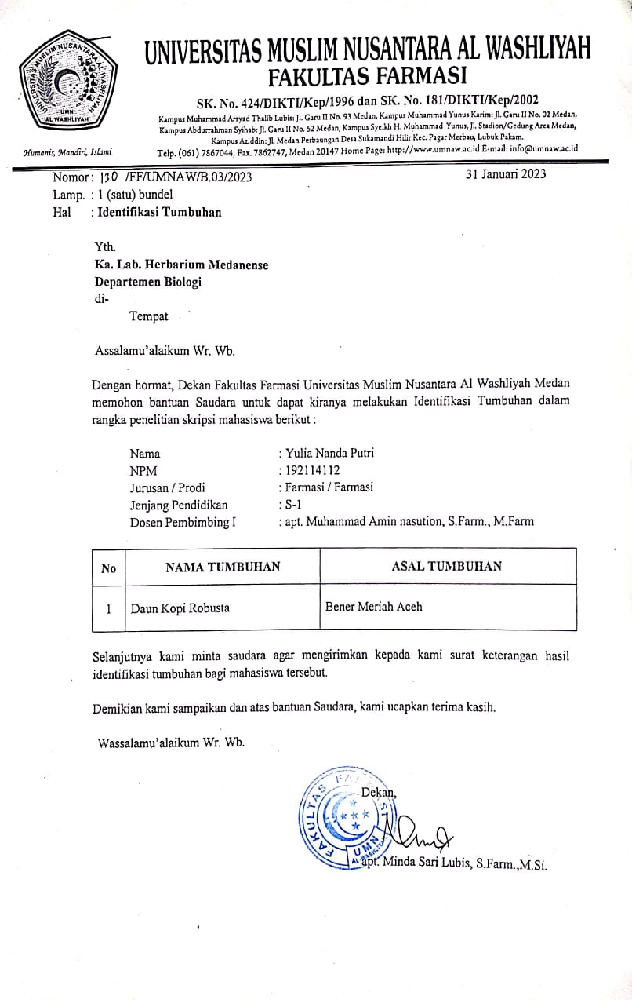 UNIVERSITAS MUSLIM NUSANTARA AL WASHLIYAH
FAKULTAS FARMASI
SK. No. 424/DIKTI/Kep/1996 dan SK. No. 181/DIKTI/Kep/2002
Kampus Muhammad Arsyad Thalib Lubis: Jl. Garu II No. 93 Medan, Kampus Muhammad Yunus Karim: Jl. Garu II No. 02 Medan,
Kampus Abdurrahman Syihab: Jl. Garu II No. 52 Medan, Kampus Syeikh H. Muhammad Yunus, Jl. Stadion/Gedung Arca Medan,
Kampus Aziddin: Jl. Medan Perbaungan Desa Sukamandi Hilir Kec. Pagar Merbau, Lubuk Pakam.
Telp. (061) 7867044, Fax. 7862747, Medan 20147 Home Page: http://www.umnaw.ac.id E-mail: info@umnaw.ac.id
UNIVERSITAS MUSLIM NUSANTARA AL WASHLIYAH
UMN
AL WASHLIYAH
Humanis, Mandiri, Islami
Nomor : 130 /FF/UMNAW/B.03/2023 31 Januari 2023
Lamp. : 1 (satu) bundel
Hal : Identifikasi Tumbuhan
Yth.
Ka. Lab. Herbarium Medanense
Departemen Biologi
di-
Tempat
Assalamu'alaikum Wr. Wb.
Dengan hormat, Dekan Fakultas Farmasi Universitas Muslim Nusantara Al Washliyah Medan
memohon bantuan Saudara untuk dapat kiranya melakukan Identifikasi Tumbuhan dalam
rangka penelitian skripsi mahasiswa berikut :
Nama : Yulia Nanda Putri
NPM : 192114112
Jurusan / Prodi : Farmasi / Farmasi
Jenjang Pendidikan : S-1
Dosen Pembimbing I : apt. Muhammad Amin nasution, S.Farm., M.Farm
No NAMA TUMBUHAN ASAL TUMBUHAN
1 Daun Kopi Robusta Bener Meriah Aceh
Selanjutnya kami minta saudara agar mengirimkan kepada kami surat keterangan hasil
identifikasi tumbuhan bagi mahasiswa tersebut.
Demikian kami sampaikan dan atas bantuan Saudara, kami ucapkan terima kasih.
Wassalamu'alaikum Wr. Wb.
Dekan,
FAKULTAS FARMASI
UMN
apt. Minda Sari Lubis, S.Farm.,M.Si.